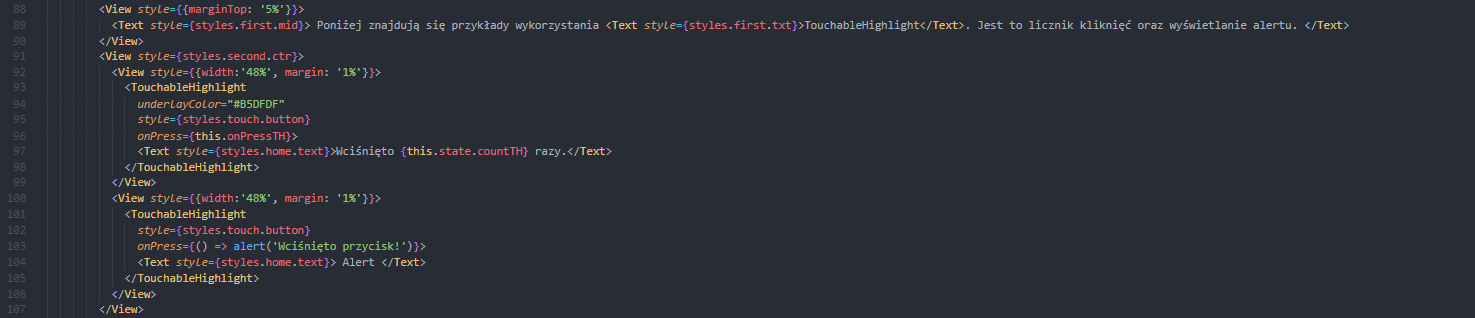 88 <View style={{marginTop: '5%'}}>
89 <Text style={styles.first.mid}> Poniżej znajdują się przykłady wykorzystania <Text style={styles.first.txt}>TouchableHighlight</Text>. Jest to licznik kliknięć oraz wyświetlanie alertu. </Text>
90 </View>
91 <View style={styles.second.ctr}>
92 <View style={{width:'48%', margin: '1%'}}>
93 <TouchableHighlight
94 underlayColor="#B5DFDF"
95 style={styles.touch.button}
96 onPress={this.onPressTH}>
97 <Text style={styles.home.text}>Wciśnięto {this.state.countTH} razy.</Text>
98 </TouchableHighlight>
99 </View>
100 <View style={{width:'48%', margin: '1%'}}>
101 <TouchableHighlight
102 style={styles.touch.button}
103 onPress={() => alert('Wciśnięto przycisk!')}>
104 <Text style={styles.home.text}> Alert </Text>
105 </TouchableHighlight>
106 </View>
107 </View>